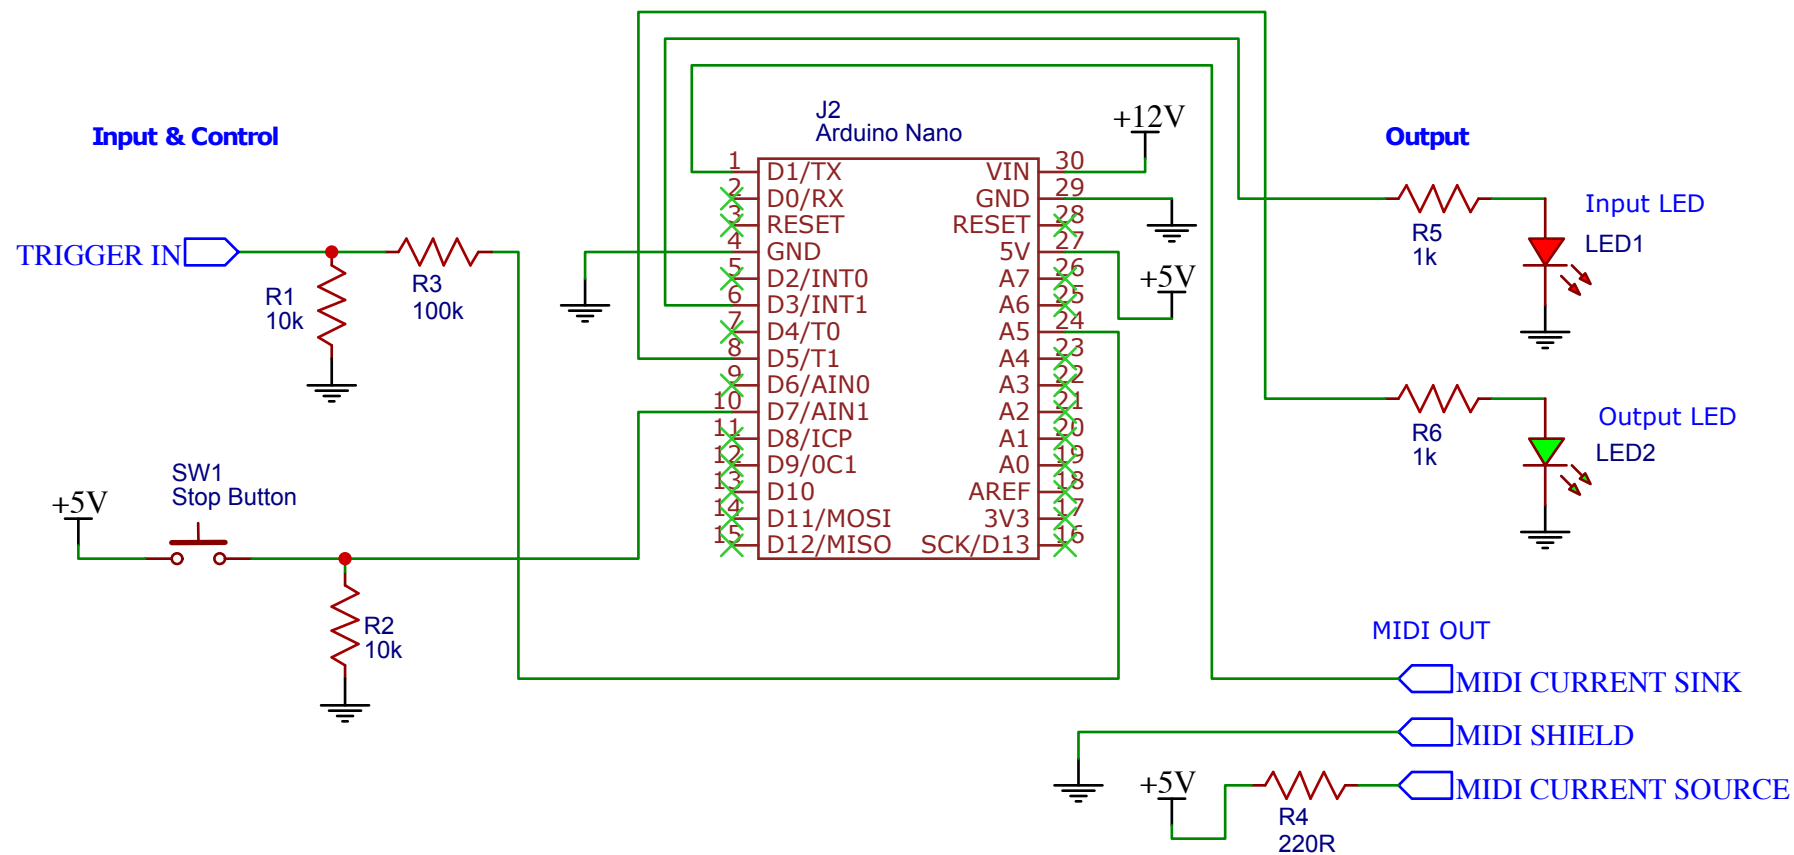 Input & Control
TRIGGER IN
R1
10k
R3
100k
SW1
Stop Button
+5V
R2
10k
J2
Arduino Nano
1 D1/TX
2 D0/RX
3 RESET
4 GND
5 D2/INT0
6 D3/INT1
7 D4/T0
8 D5/T1
9 D6/AIN0
10 D7/AIN1
11 D8/ICP
12 D9/0C1
13 D10
14 D11/MOSI
15 D12/MISO
VIN 30
GND 29
RESET 28
5V 27
A7 26
A6 25
A5 24
A4 23
A3 22
A2 21
A1 20
A0 19
AREF 18
3V3 17
SCK/D13 16
+12V
+5V
Output
R5
1k
Input LED
LED1
R6
1k
Output LED
LED2
MIDI OUT
MIDI CURRENT SINK
MIDI SHIELD
MIDI CURRENT SOURCE
+5V
R4
220R